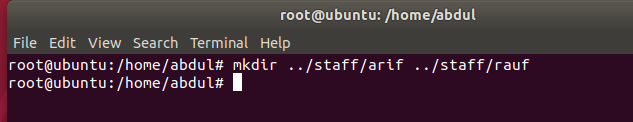 root@ubuntu: /home/abdul
File Edit View Search Terminal Help
root@ubuntu:/home/abdul# mkdir ../staff/arif ../staff/rauf
root@ubuntu:/home/abdul#